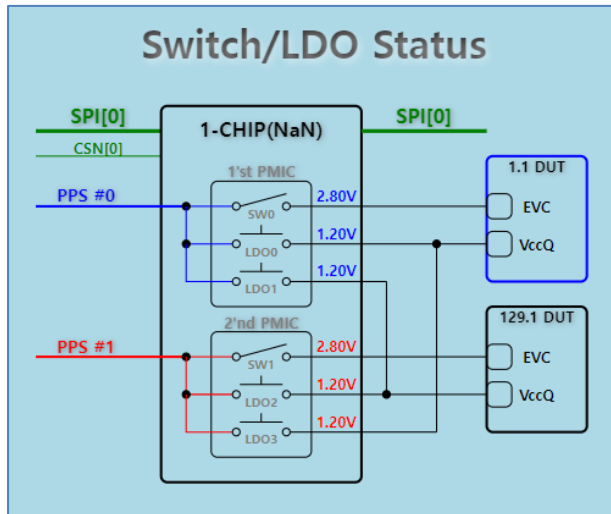 Switch/LDO Status
SPI[0]
1-CHIP(NaN)
SPI[0]
CSN[0]
1'st PMIC
1.1 DUT
PPS #0
2.80V
EVC
SW0
1.20V
VccQ
LDO0
1.20V
LDO1
129.1 DUT
2'nd PMIC
PPS #1
2.80V
EVC
SW1
1.20V
VccQ
LDO2
1.20V
LDO3